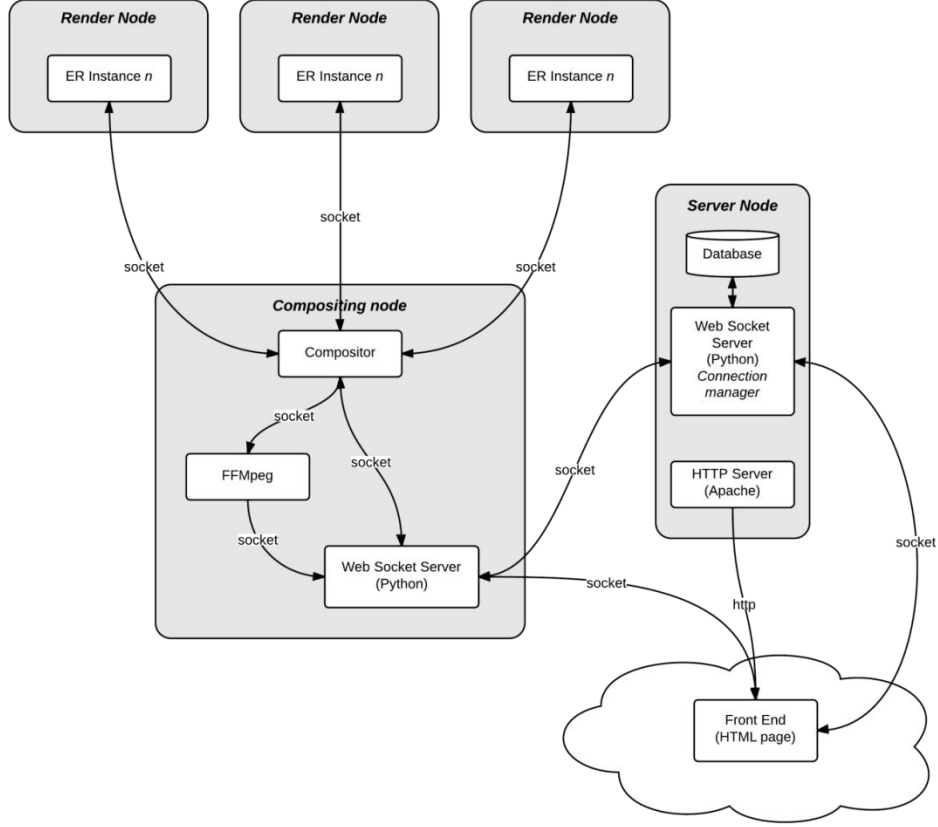 Render Node
Render Node
Render Node
ER Instance n
ER Instance n
ER Instance n
socket
socket
socket
Server Node
Database
Web Socket
Server
(Python)
Connection
manager
HTTP Server
(Apache)
Compositing node
Compositor
socket
socket
FFMpeg
socket
Web Socket Server
(Python)
socket
socket
socket
http
Front End
(HTML page)